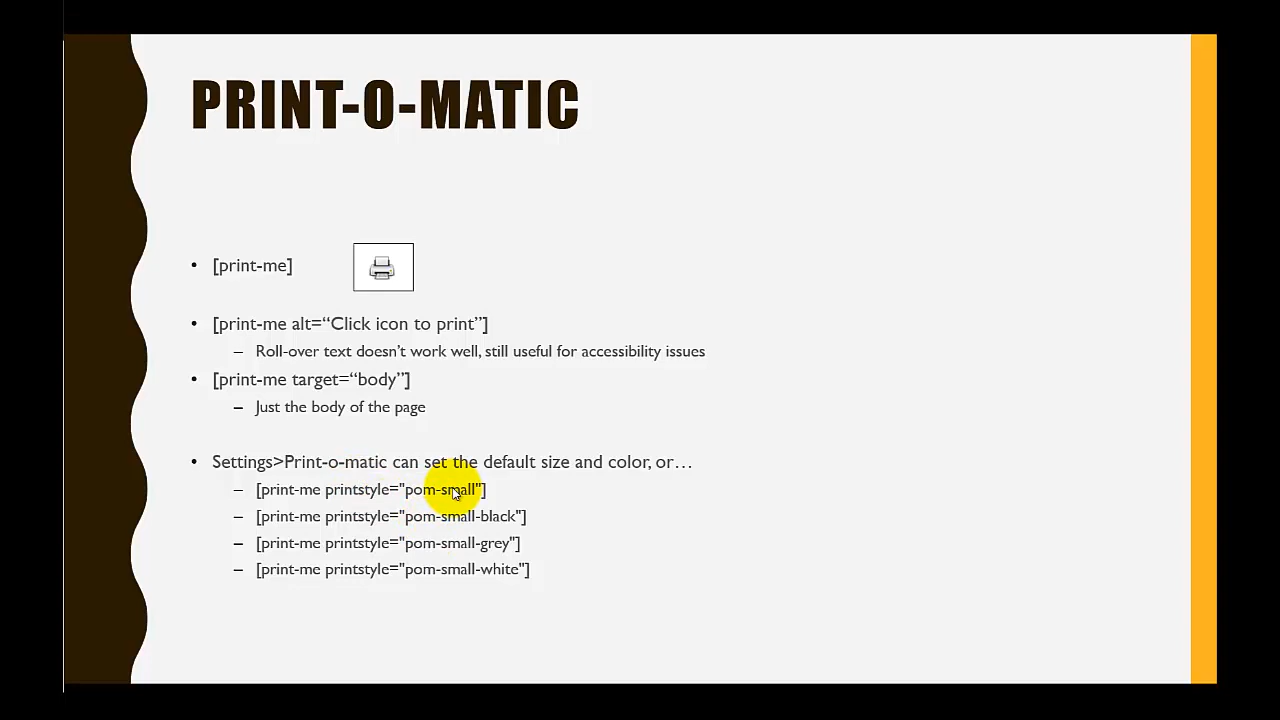 PRINT-O-MATIC
• [print-me]
• [print-me alt=“Click icon to print”]
– Roll-over text doesn’t work well, still useful for accessibility issues
• [print-me target=“body”]
– Just the body of the page
• Settings>Print-o-matic can set the default size and color, or…
– [print-me printstyle="pom-small"]
– [print-me printstyle="pom-small-black"]
– [print-me printstyle="pom-small-grey"]
– [print-me printstyle="pom-small-white"]